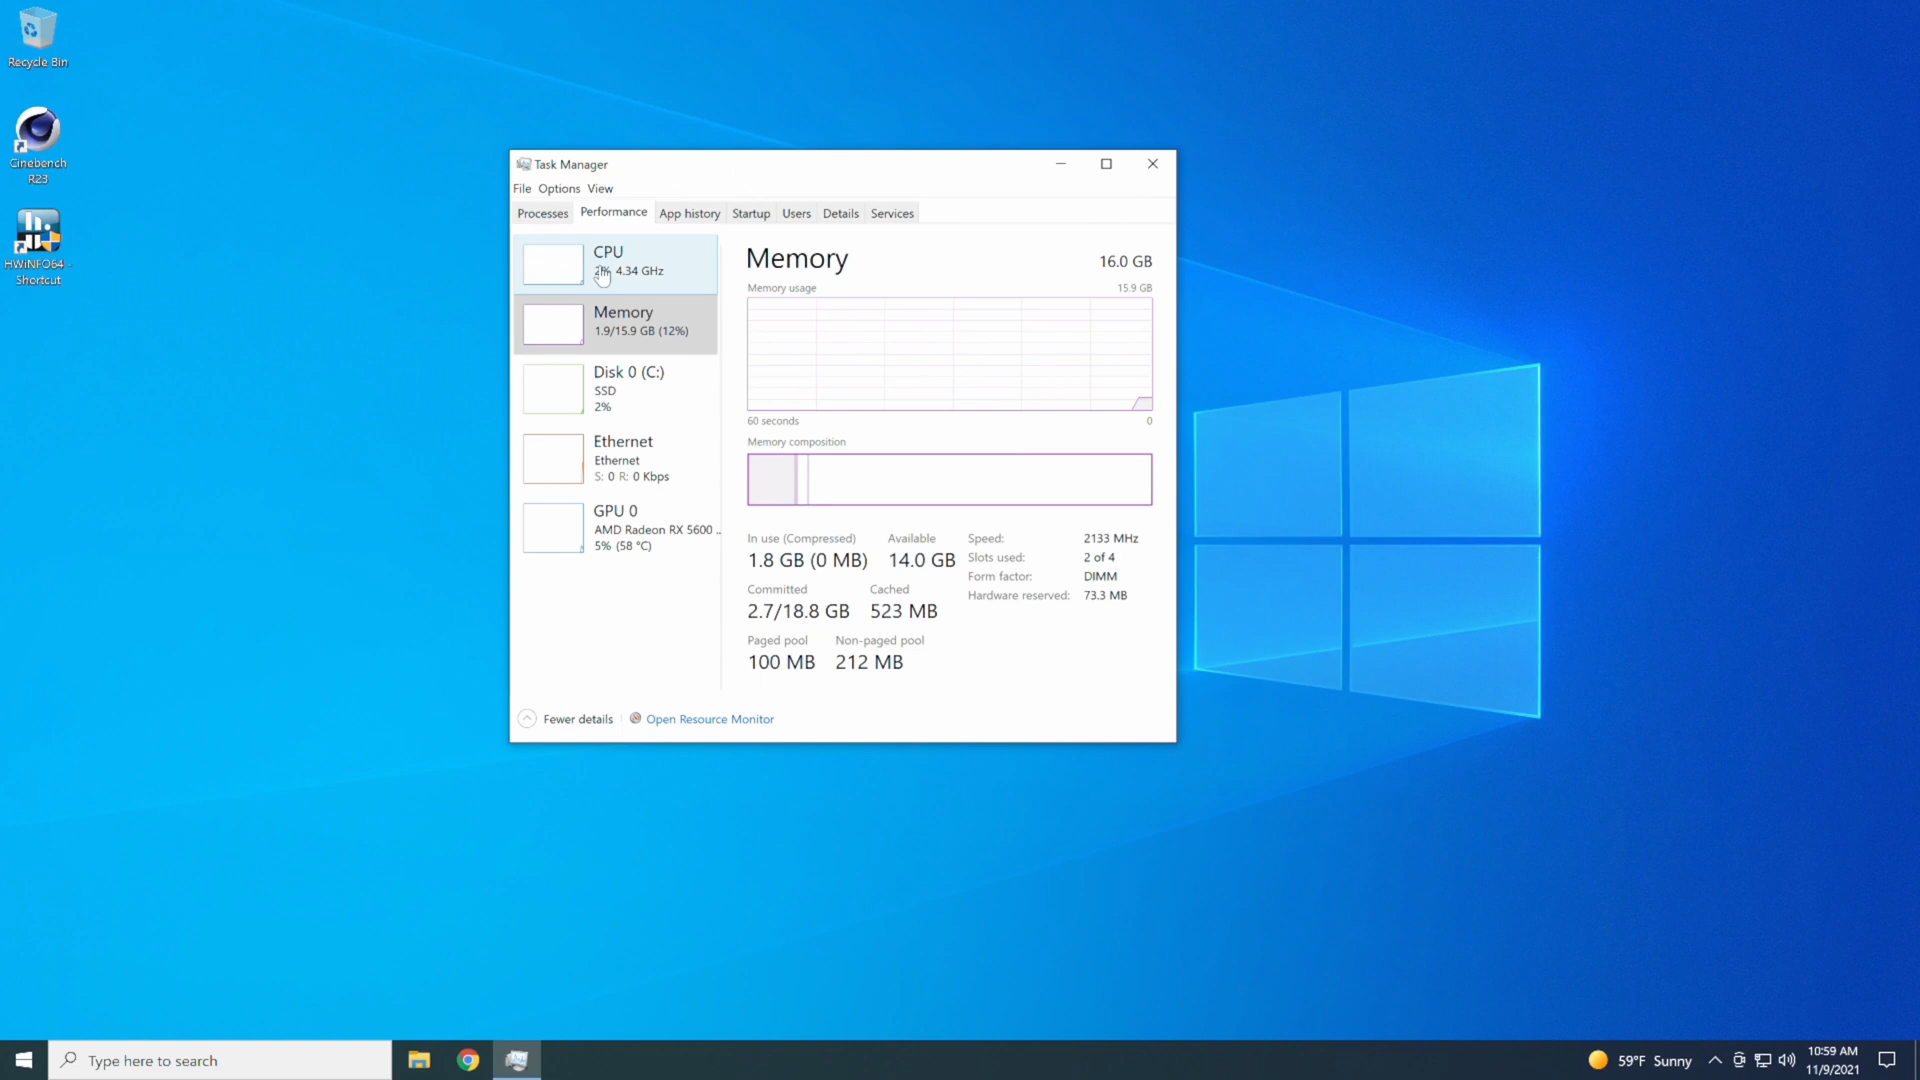 Recycle Bin
Cinebench
R23
HWiNFO64 -
Shortcut
Task Manager
File Options View
Processes Performance App history Startup Users Details Services
CPU
2% 4.34 GHz
Memory
1.9/15.9 GB (12%)
Disk 0 (C:)
SSD
2%
Ethernet
Ethernet
S: 0 R: 0 Kbps
GPU 0
AMD Radeon RX 5600 ..
5% (58 °C)
Memory 16.0 GB
Memory usage 15.9 GB
60 seconds 0
Memory composition
In use (Compressed) Available
1.8 GB (0 MB) 14.0 GB
Committed Cached
2.7/18.8 GB 523 MB
Paged pool Non-paged pool
100 MB 212 MB
Speed: 2133 MHz
Slots used: 2 of 4
Form factor: DIMM
Hardware reserved: 73.3 MB
Fewer details Open Resource Monitor
Type here to search
59°F Sunny
10:59 AM
11/9/2021